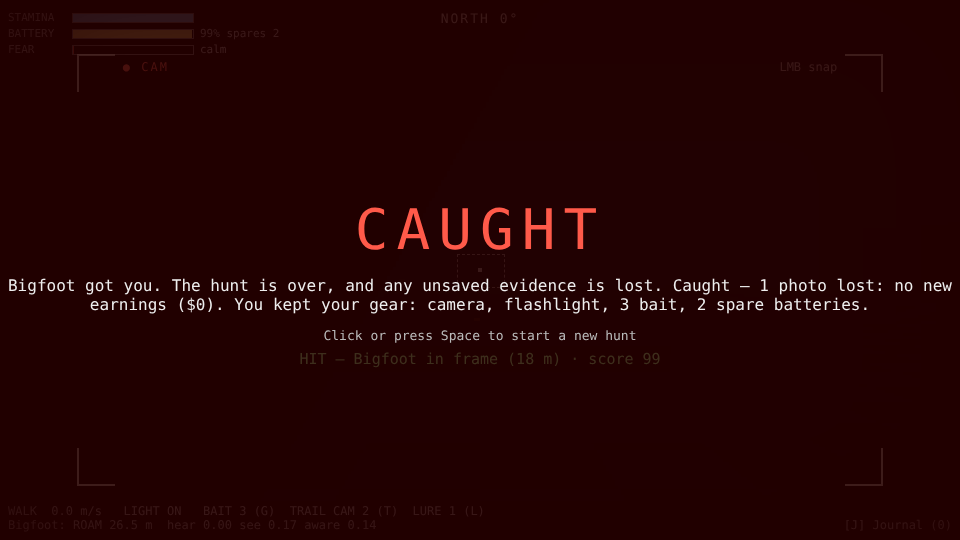 STAMINA
NORTH 0°
BATTERY 99% spares 2
FEAR calm
● CAM
LMB snap
CAUGHT
Bigfoot got you. The hunt is over, and any unsaved evidence is lost. Caught — 1 photo lost: no new
earnings ($0). You kept your gear: camera, flashlight, 3 bait, 2 spare batteries.
Click or press Space to start a new hunt
HIT — Bigfoot in frame (18 m) · score 99
WALK 0.0 m/s LIGHT ON BAIT 3 (G) TRAIL CAM 2 (T) LURE 1 (L)
Bigfoot: ROAM 26.5 m hear 0.00 see 0.17 aware 0.14
[J] Journal (0)